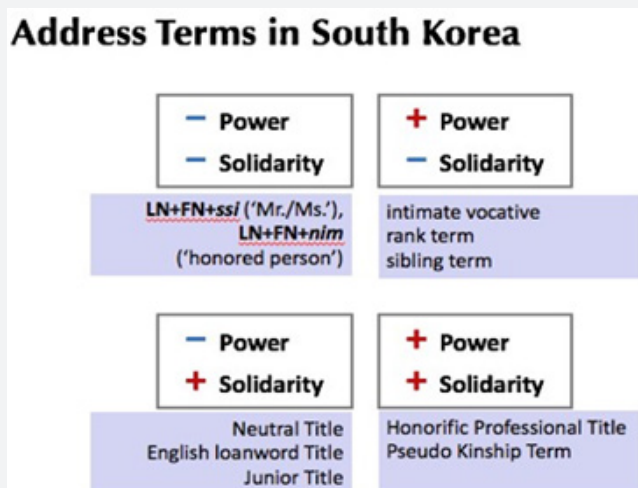 Address Terms in South Korea
− Power
− Solidarity
LN+FN+ssi ('Mr./Ms.'),
LN+FN+nim
('honored person')
+ Power
− Solidarity
intimate vocative
rank term
sibling term
− Power
+ Solidarity
Neutral Title
English loanword Title
Junior Title
+ Power
+ Solidarity
Honorific Professional Title
Pseudo Kinship Term